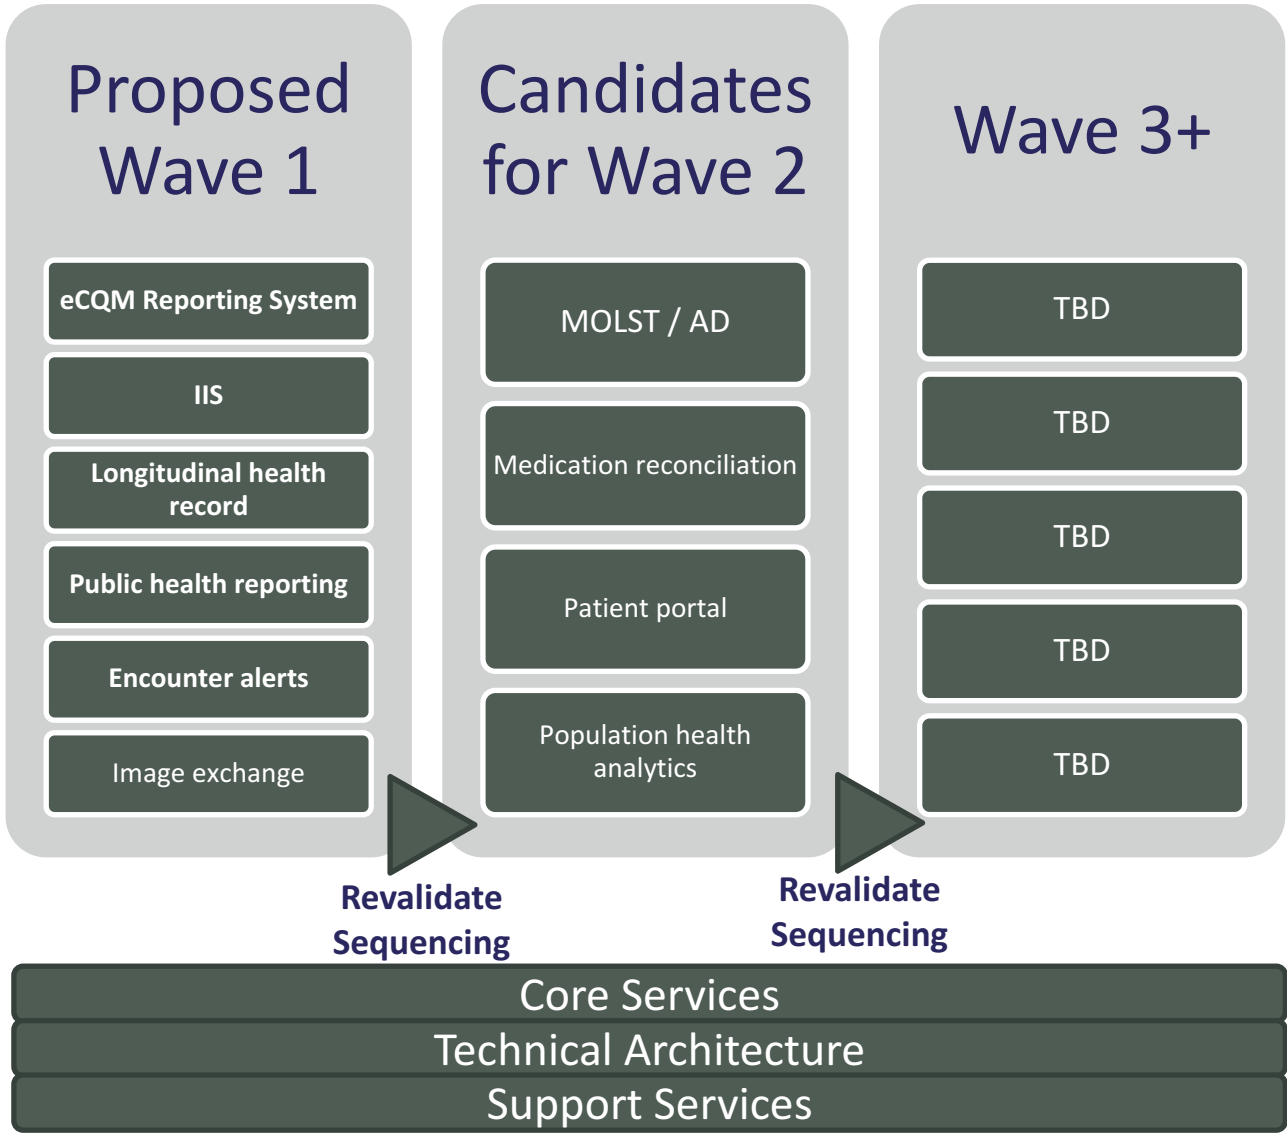 Proposed
Wave 1
eCQM Reporting System
IIS
Longitudinal health
record
Public health reporting
Encounter alerts
Image exchange
Candidates
for Wave 2
MOLST / AD
Medication reconciliation
Patient portal
Population health
analytics
Wave 3+
TBD
TBD
TBD
TBD
TBD
Revalidate
Sequencing
Revalidate
Sequencing
Core Services
Technical Architecture
Support Services